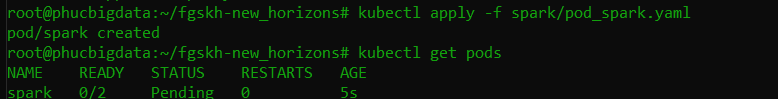 root@phucbigdata:~/fgskh-new_horizons# kubectl apply -f spark/pod_spark.yaml
pod/spark created
root@phucbigdata:~/fgskh-new_horizons# kubectl get pods
NAME READY STATUS RESTARTS AGE
spark 0/2 Pending 0 5s